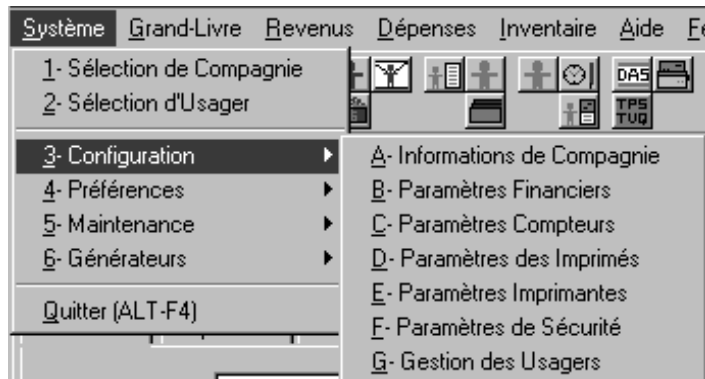 Système Grand-Livre Revenus Dépenses Inventaire Aide
1- Sélection de Compagnie
2- Sélection d'Usager
DAS
TPS
TVQ
3- Configuration
4- Préférences
5- Maintenance
6- Générateurs
Quitter (ALT-F4)
A- Informations de Compagnie
B- Paramètres Financiers
C- Paramètres Compteurs
D- Paramètres des Imprimés
E- Paramètres Imprimantes
F- Paramètres de Sécurité
G- Gestion des Usagers